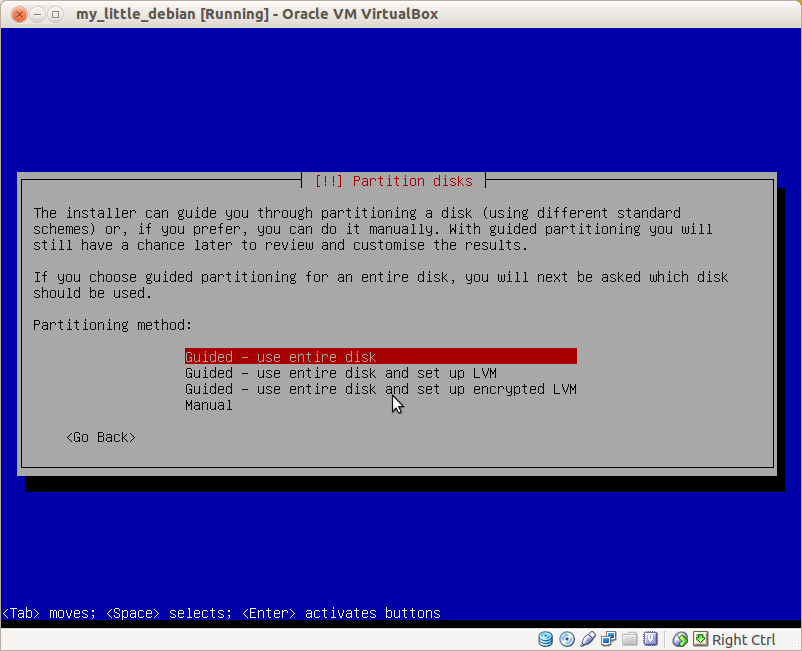 my_little_debian [Running] - Oracle VM VirtualBox
[!!] Partition disks
The installer can guide you through partitioning a disk (using different standard
schemes) or, if you prefer, you can do it manually. With guided partitioning you will
still have a chance later to review and customise the results.
If you choose guided partitioning for an entire disk, you will next be asked which disk
should be used.
Partitioning method:
Guided - use entire disk
Guided - use entire disk and set up LVM
Guided - use entire disk and set up encrypted LVM
Manual
<Go Back>
<Tab> moves; <Space> selects; <Enter> activates buttons
Right Ctrl